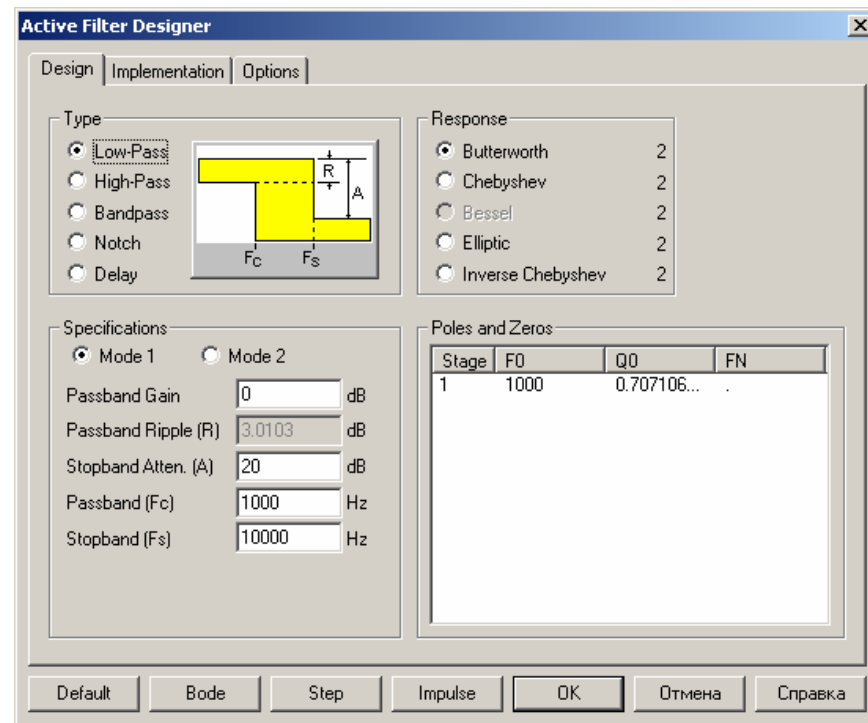 Active Filter Designer
Design Implementation Options
Type
Low-Pass
High-Pass
Bandpass
Notch
Delay
R
A
FC FS
Response
Butterworth 2
Chebyshev 2
Bessel 2
Elliptic 2
Inverse Chebyshev 2
Specifications
Mode 1 Mode 2
Passband Gain 0 dB
Passband Ripple (R) 3.0103 dB
Stopband Atten. (A) 20 dB
Passband (Fc) 1000 Hz
Stopband (Fs) 10000 Hz
Poles and Zeros
Stage F0 Q0 FN
1 1000 0.707106... .
Default Bode Step Impulse OK Отмена Справка